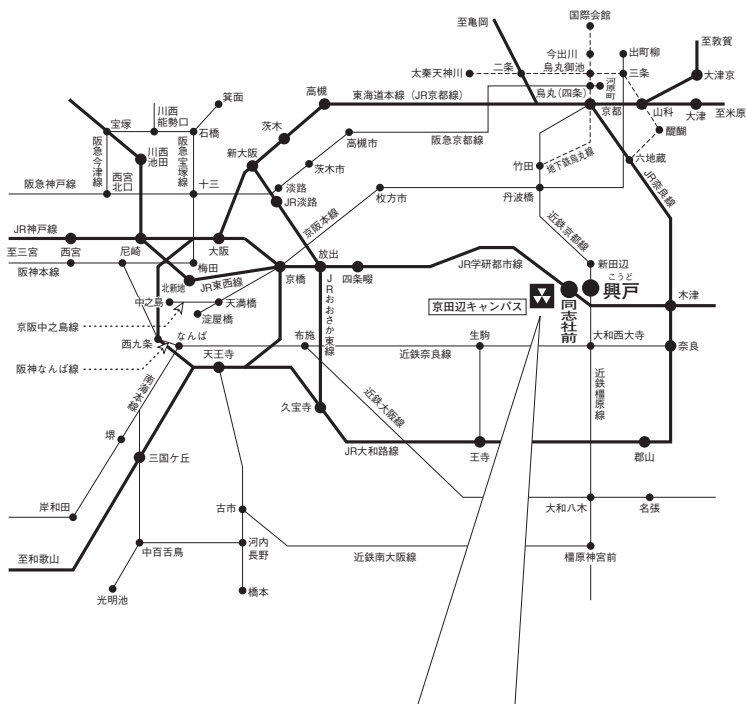 国際会館
至亀岡
今出川
出町柳
至敦賀
二条
烏丸御池
三条
太秦天神川
大津京
河原町
箕面
高槻
東海道本線（JR京都線）
烏丸（四条）
京都
山科
大津
至米原
川西能勢口
宝塚
石橋
茨木
高槻市
阪急京都線
醍醐
阪急今津線
川西池田
阪急宝塚線
新大阪
竹田
地下鉄烏丸線
六地蔵
茨木市
西宮北口
阪急神戸線
十三
淡路
JR淡路
枚方市
丹波橋
JR奈良線
京阪本線
近鉄京都線
JR神戸線
至三宮
西宮
尼崎
大阪
放出
阪神本線
梅田
京橋
四条畷
JR学研都市線
新田辺
北新地
JR東西線
JRおおさか東線
こうど
興戸
同志社前
京田辺キャンパス
木津
中之島
天満橋
淀屋橋
京阪中之島線
西九条
なんば
布施
生駒
大和西大寺
近鉄奈良線
奈良
天王寺
阪神なんば線
南海本線
近鉄大阪線
近鉄橿原線
久宝寺
堺
JR大和路線
王寺
郡山
三国ケ丘
岸和田
古市
大和八木
名張
至和歌山
中百舌鳥
河内長野
近鉄南大阪線
橿原神宮前
光明池
橋本